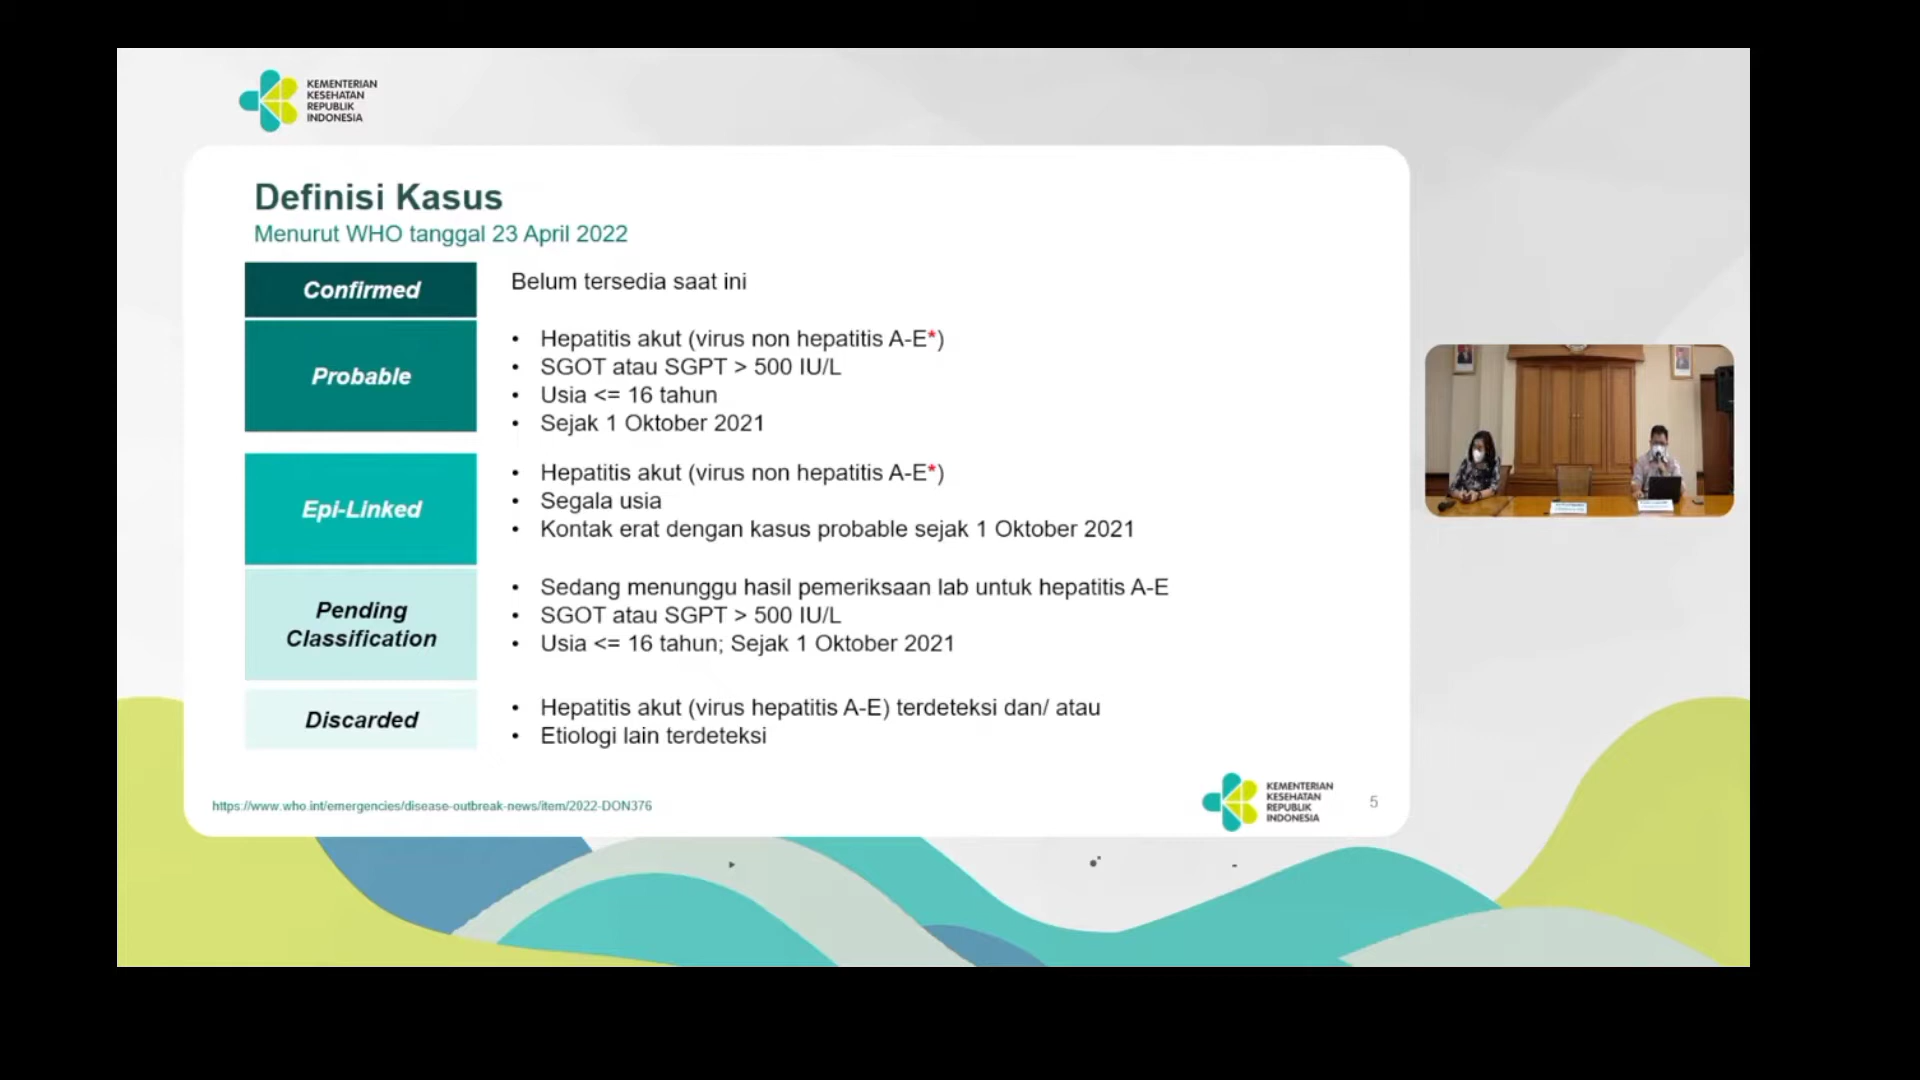 KEMENTERIAN
KESEHATAN
REPUBLIK
INDONESIA
Definisi Kasus
Menurut WHO tanggal 23 April 2022
Confirmed
Belum tersedia saat ini
Probable
• Hepatitis akut (virus non hepatitis A-E*)
• SGOT atau SGPT > 500 IU/L
• Usia <= 16 tahun
• Sejak 1 Oktober 2021
Epi-Linked
• Hepatitis akut (virus non hepatitis A-E*)
• Segala usia
• Kontak erat dengan kasus probable sejak 1 Oktober 2021
Pending
Classification
• Sedang menunggu hasil pemeriksaan lab untuk hepatitis A-E
• SGOT atau SGPT > 500 IU/L
• Usia <= 16 tahun; Sejak 1 Oktober 2021
Discarded
• Hepatitis akut (virus hepatitis A-E) terdeteksi dan/ atau
• Etiologi lain terdeteksi
https://www.who.int/emergencies/disease-outbreak-news/item/2022-DON376
KEMENTERIAN
KESEHATAN
REPUBLIK
INDONESIA
5